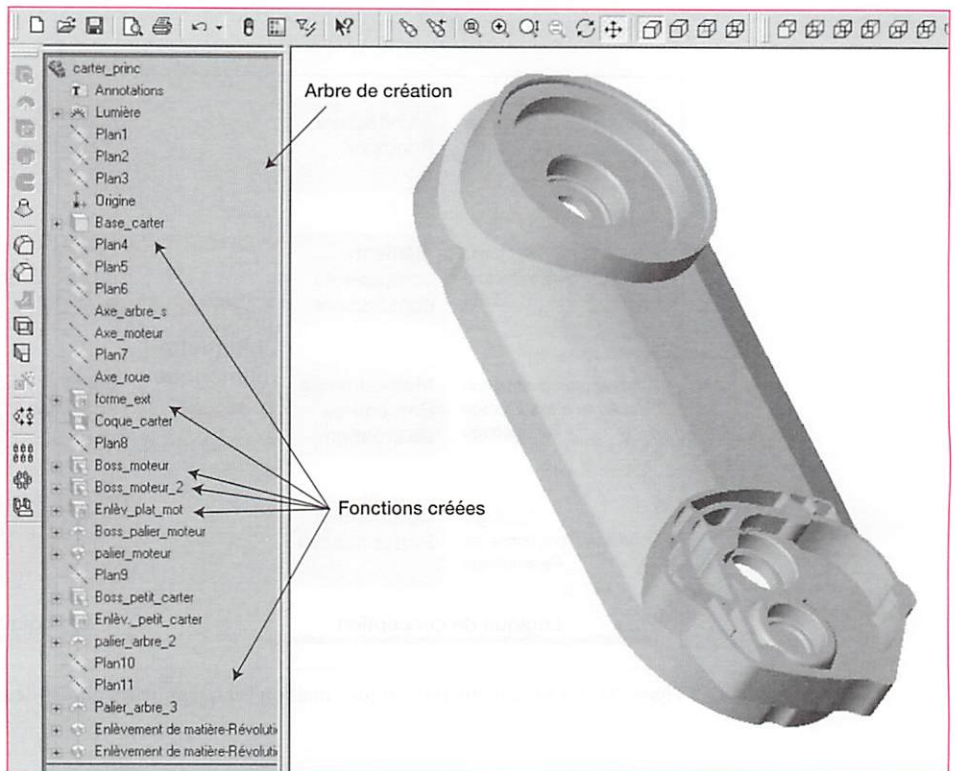 carter_princ
Annotations
Lumière
Plan1
Plan2
Plan3
Origine
Base_carter
Plan4
Plan5
Plan6
Axe_arbre_s
Axe_moteur
Plan7
Axe_roue
forme_ext
Coque_carter
Plan8
Boss_moteur
Boss_moteur_2
Enlèv_plat_mot
Boss_palier_moteur
palier_moteur
Plan9
Boss_petit_carter
Enlèv._petit_carter
palier_arbre_2
Plan10
Plan11
Palier_arbre_3
Enlèvement de matière-Révoluti
Enlèvement de matière-Révoluti
Arbre de création
Fonctions créées